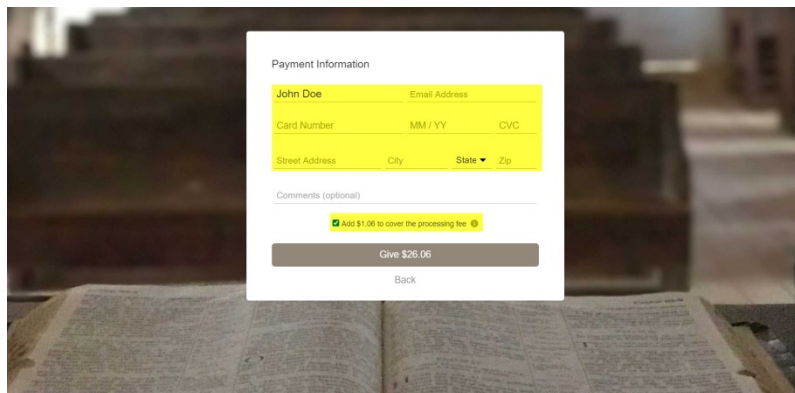 Payment Information
John Doe Email Address
Card Number MM / YY CVC
Street Address City State Zip
Comments (optional)
Add $1.06 to cover the processing fee
Give $26.06
Back